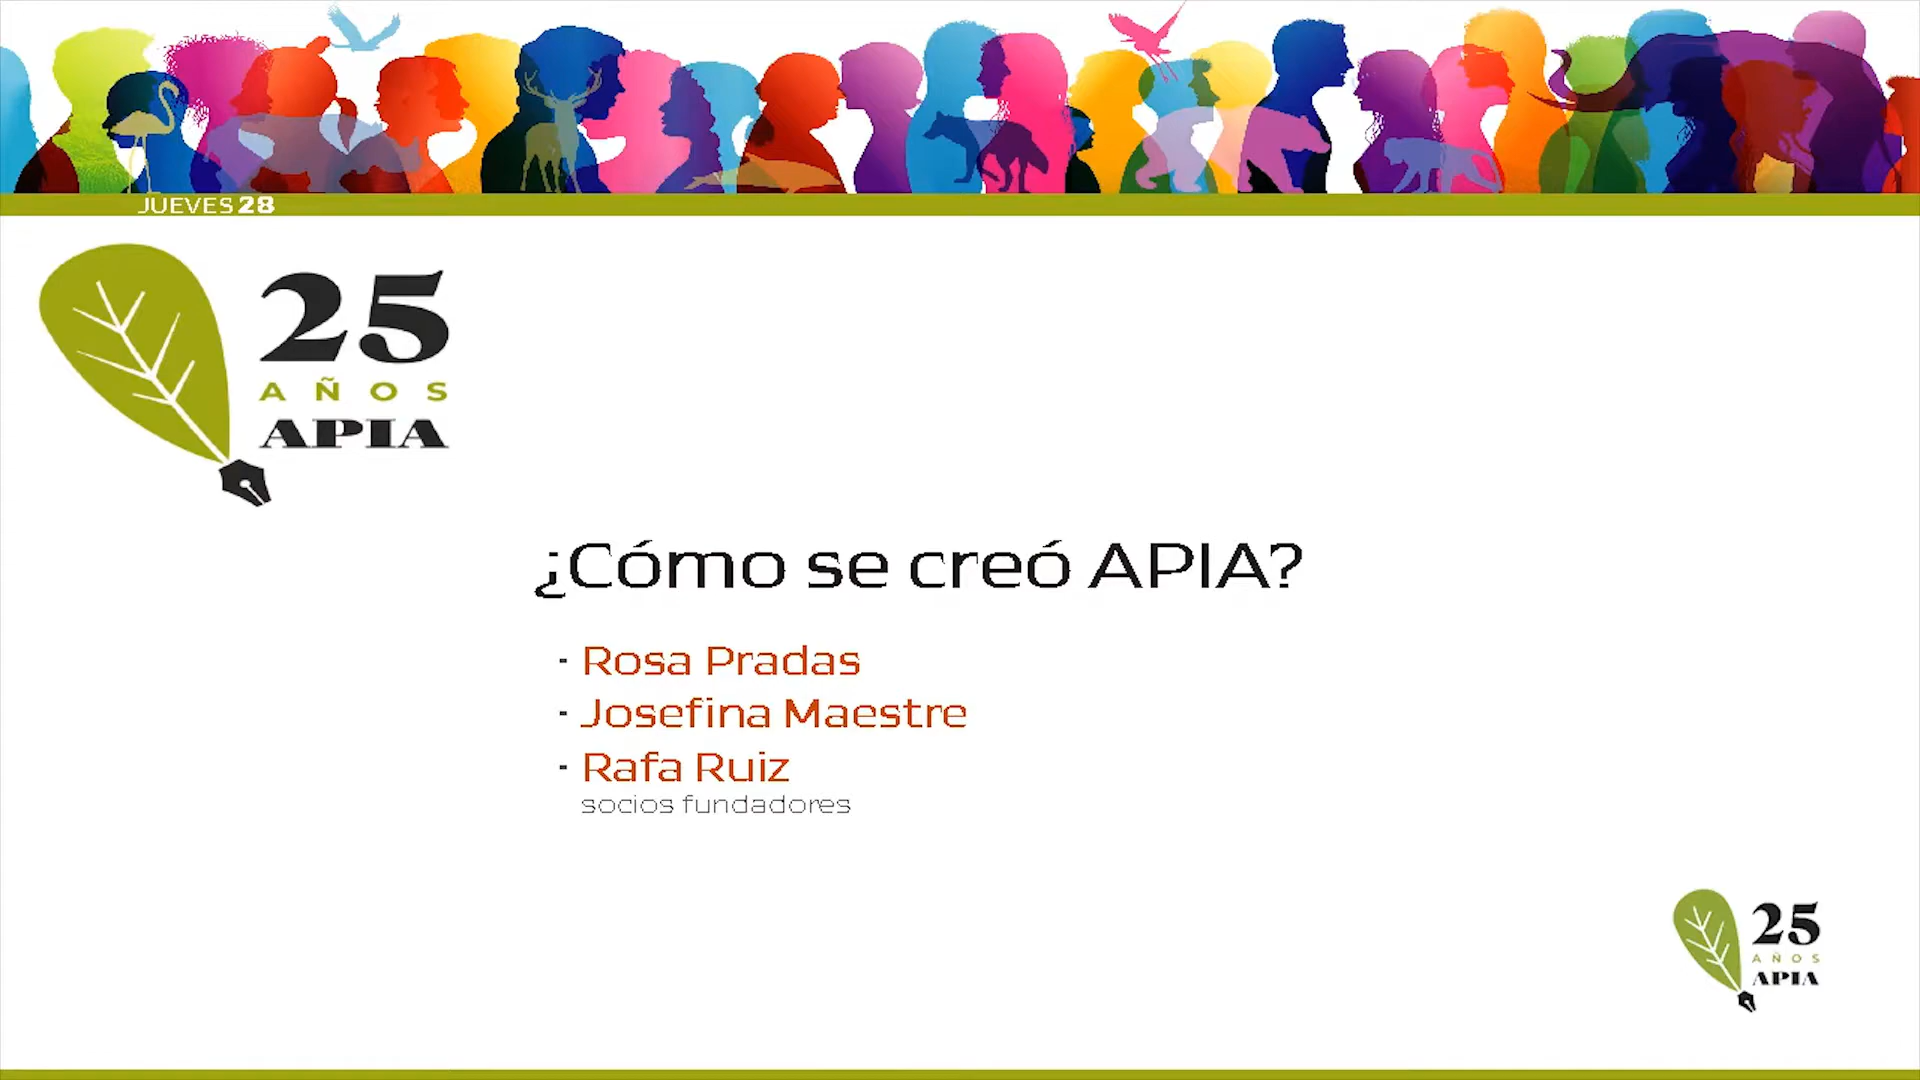 JUEVES 28
25
AÑOS
APIA
¿Cómo se creó APIA?
- Rosa Pradas
- Josefina Maestre
- Rafa Ruiz
socios fundadores
25
AÑOS
APIA